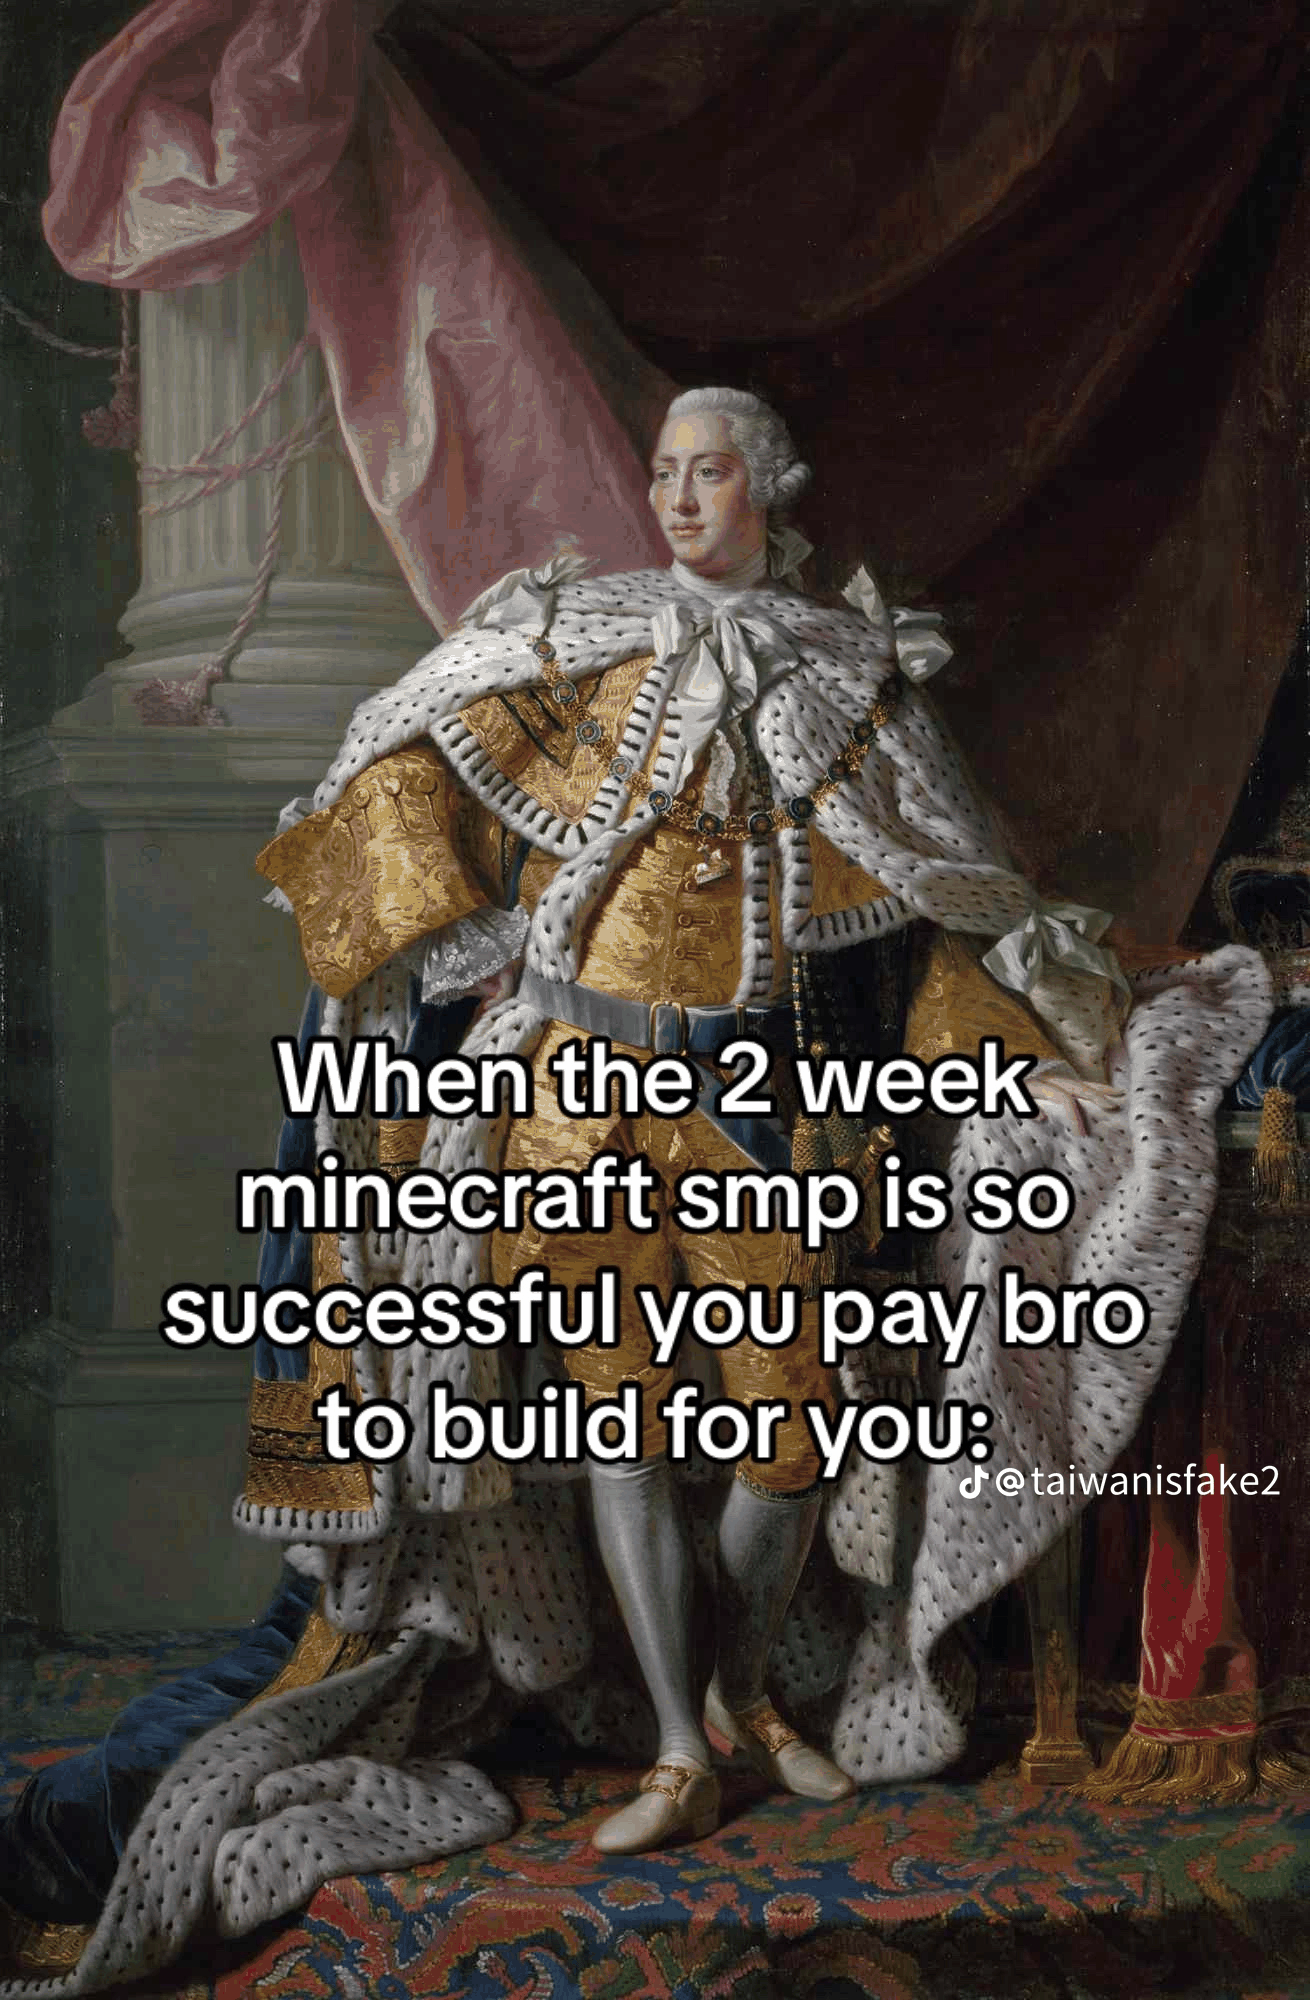 When the 2 week
minecraft smp is so
successful you pay bro
to build for you:
@taiwanisfake2